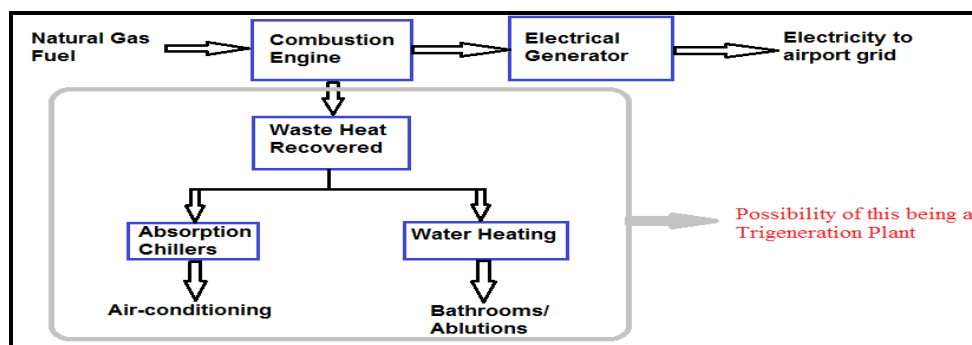 Natural Gas
Fuel
Combustion
Engine
Electrical
Generator
Electricity to
airport grid
Waste Heat
Recovered
Absorption
Chillers
Water Heating
Possibility of this being a
Trigeneration Plant
Air-conditioning
Bathrooms/
Ablutions